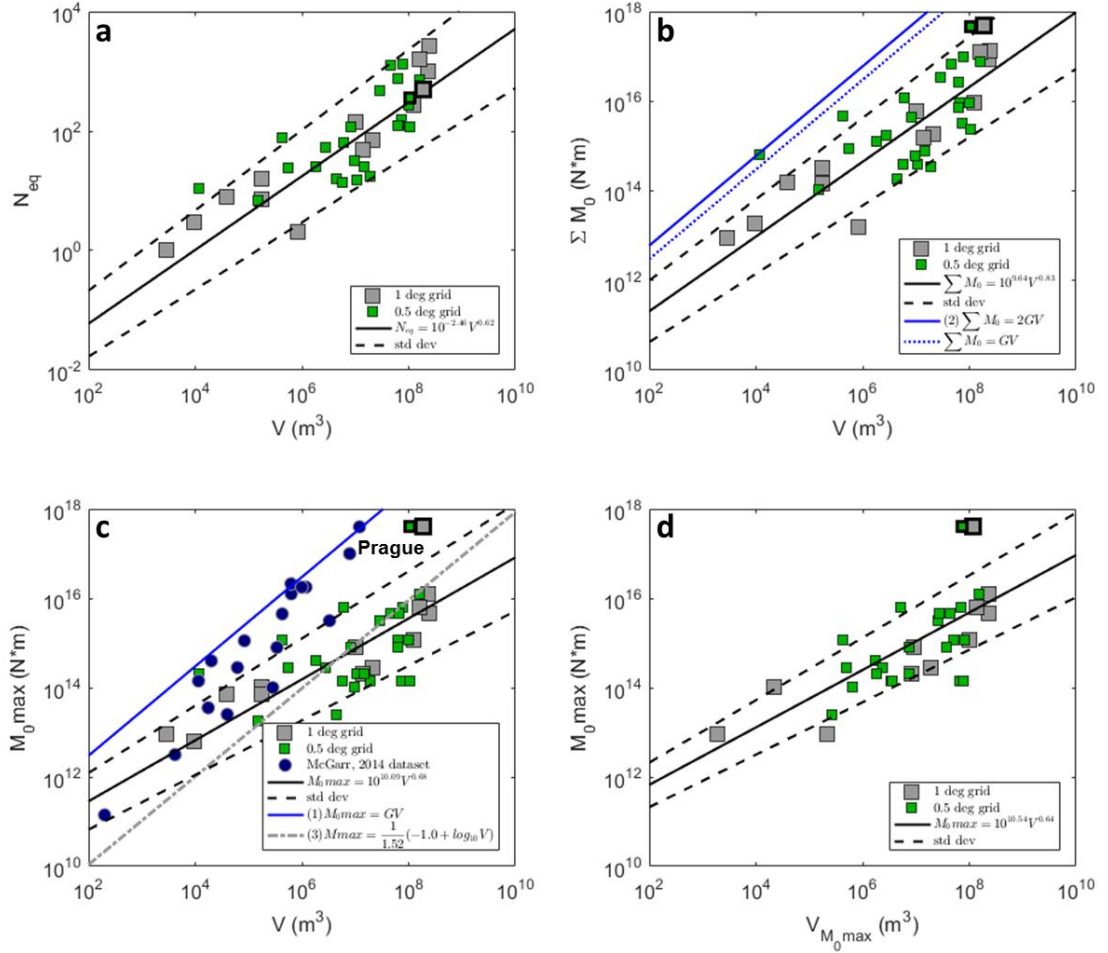 a
10^4
10^2
10^0
10^-2
N_eq
1 deg grid
0.5 deg grid
N_eq = 10^-2.46 V^0.62
std dev
10^2 10^4 10^6 10^8 10^10
V (m^3)
b
10^18
10^16
10^14
10^12
10^10
Σ M_0 (N*m)
1 deg grid
0.5 deg grid
∑ M_0 = 10^9.64 V^0.83
std dev
(2) ∑ M_0 = 2GV
∑ M_0 = GV
10^2 10^4 10^6 10^8 10^10
V (m^3)
c
10^18
10^16
10^14
10^12
10^10
M_0max (N*m)
Prague
1 deg grid
0.5 deg grid
McGarr, 2014 dataset
M_0max = 10^10.09 V^0.68
std dev
(1) M_0max = GV
(3) Mmax = 1/1.52 (-1.0 + log_10 V)
10^2 10^4 10^6 10^8 10^10
V (m^3)
d
10^18
10^16
10^14
10^12
10^10
M_0max (N*m)
1 deg grid
0.5 deg grid
M_0max = 10^10.54 V^0.64
std dev
10^2 10^4 10^6 10^8 10^10
V_M_0max (m^3)